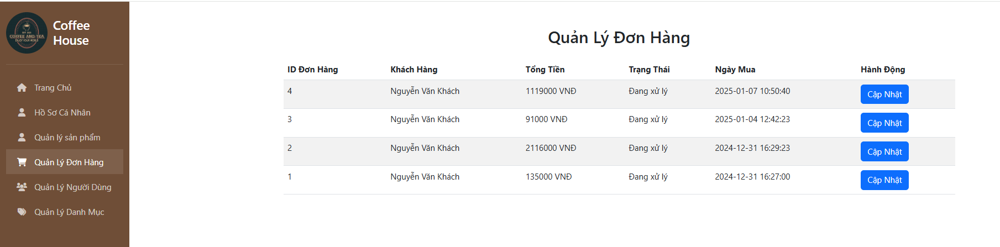 Coffee
House
COFFEE AND TEA
ENJOY YOUR WORLD
Trang Chủ
Hồ Sơ Cá Nhân
Quản lý sản phẩm
Quản Lý Đơn Hàng
Quản Lý Người Dùng
Quản Lý Danh Mục
Quản Lý Đơn Hàng
ID Đơn Hàng Khách Hàng Tổng Tiền Trạng Thái Ngày Mua Hành Động
4 Nguyễn Văn Khách 1119000 VNĐ Đang xử lý 2025-01-07 10:50:40 Cập Nhật
3 Nguyễn Văn Khách 91000 VNĐ Đang xử lý 2025-01-04 12:42:23 Cập Nhật
2 Nguyễn Văn Khách 2116000 VNĐ Đang xử lý 2024-12-31 16:29:23 Cập Nhật
1 Nguyễn Văn Khách 135000 VNĐ Đang xử lý 2024-12-31 16:27:00 Cập Nhật